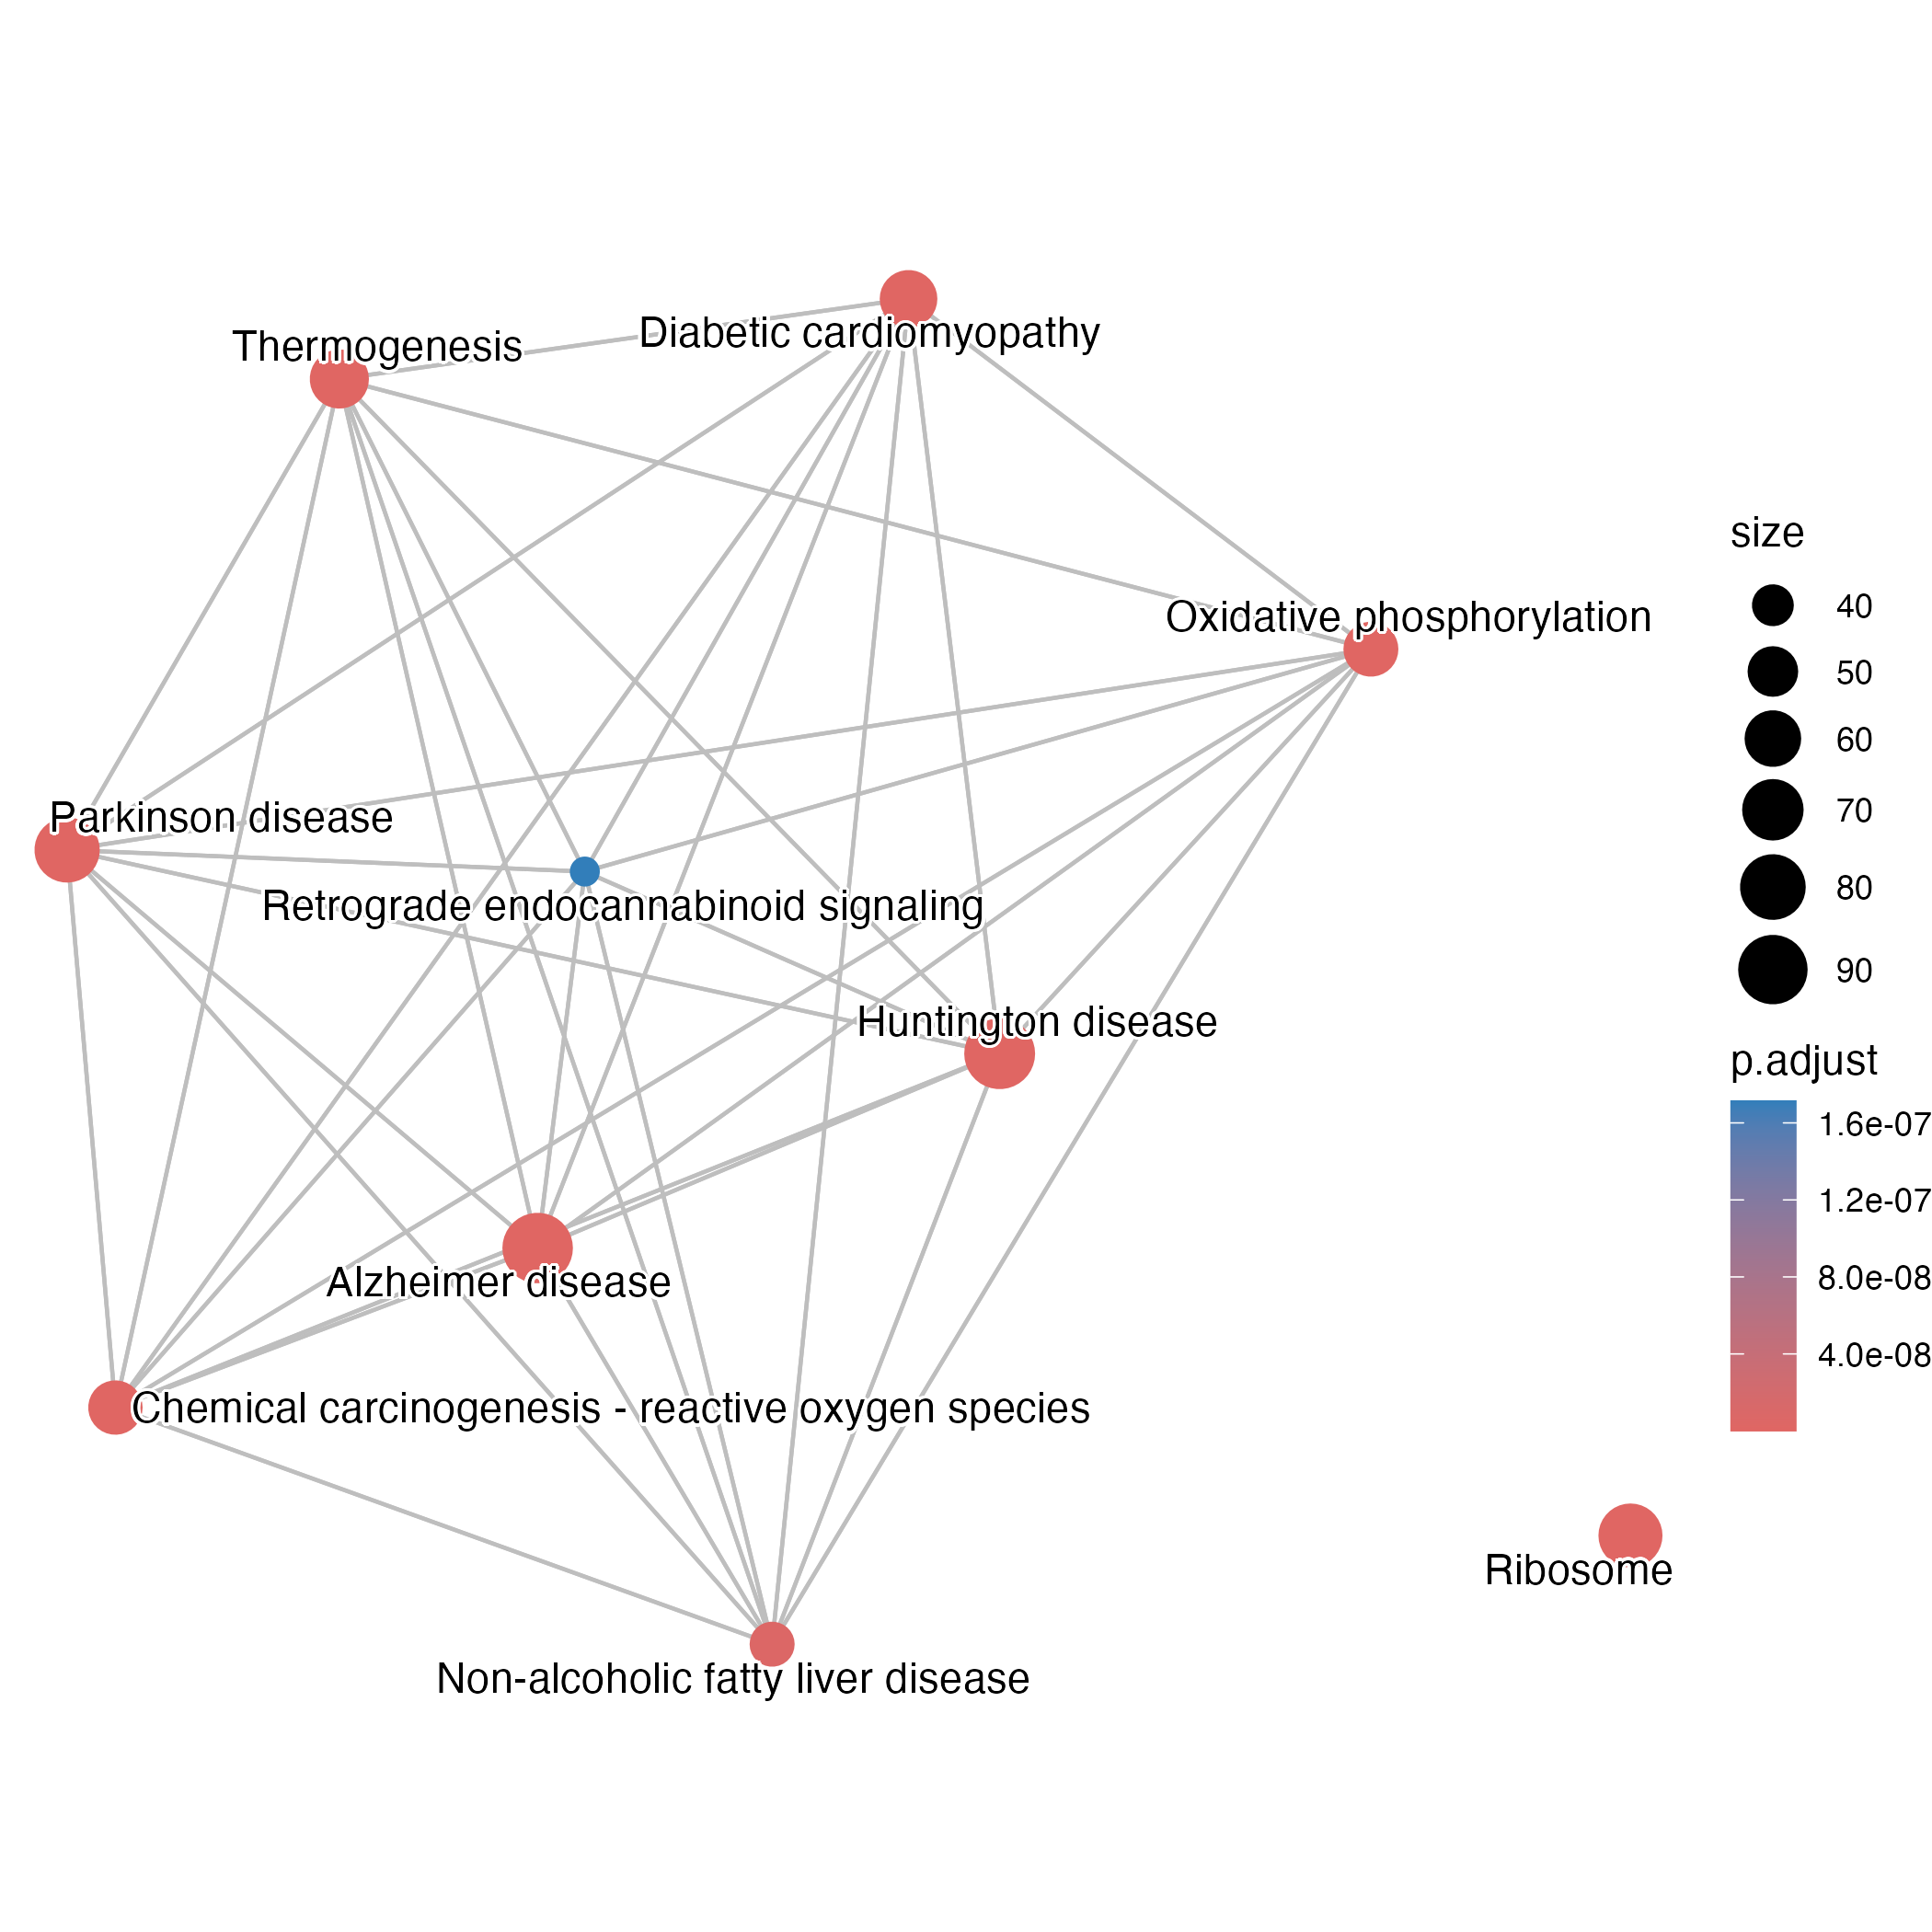 Diabetic cardiomyopathy
Thermogenesis
Oxidative phosphorylation
Parkinson disease
Retrograde endocannabinoid signaling
Huntington disease
Alzheimer disease
Chemical carcinogenesis - reactive oxygen species
Ribosome
Non-alcoholic fatty liver disease
size
40
50
60
70
80
90
p.adjust
1.6e-07
1.2e-07
8.0e-08
4.0e-08